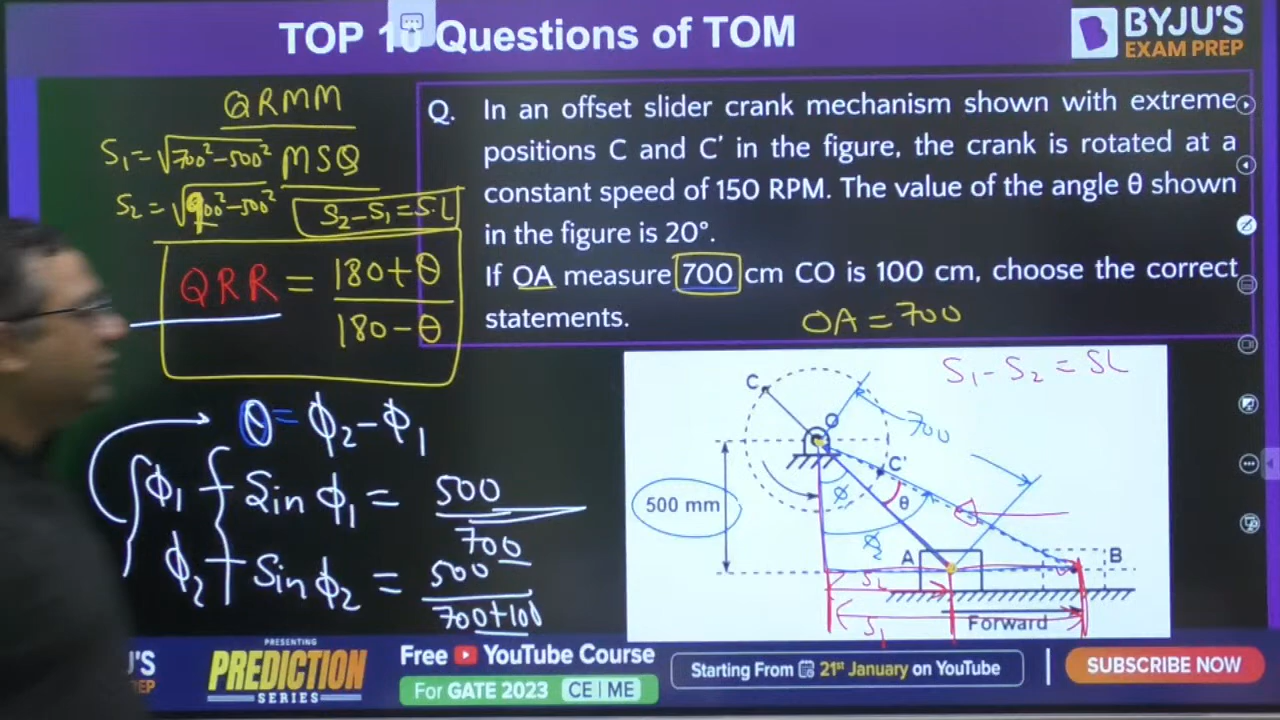 TOP 10 Questions of TOM
BYJU'S
EXAM PREP
QRMM
S₁ = √700²-500² MSQ
S₂ = √900²-500²
S₂-S₁ = S.L
QRR = 180+θ
180-θ
θ = ϕ₂-ϕ₁
ϕ₁ Sin ϕ₁ = 500
700
ϕ₂ Sin ϕ₂ = 500
700+100
Q. In an offset slider crank mechanism shown with extreme
positions C and C' in the figure, the crank is rotated at a
constant speed of 150 RPM. The value of the angle θ shown
in the figure is 20°.
If OA measure 700 cm CO is 100 cm, choose the correct
statements.
OA = 700
S₁-S₂ = SL
C
O
700
C'
500 mm
ϕ
θ
ϕ₂
A
B
S₂
S₁
Forward
'S
EP
PRESENTING
PREDICTION
SERIES
Free YouTube Course
For GATE 2023 CE | ME
Starting From 21st January on YouTube
SUBSCRIBE NOW